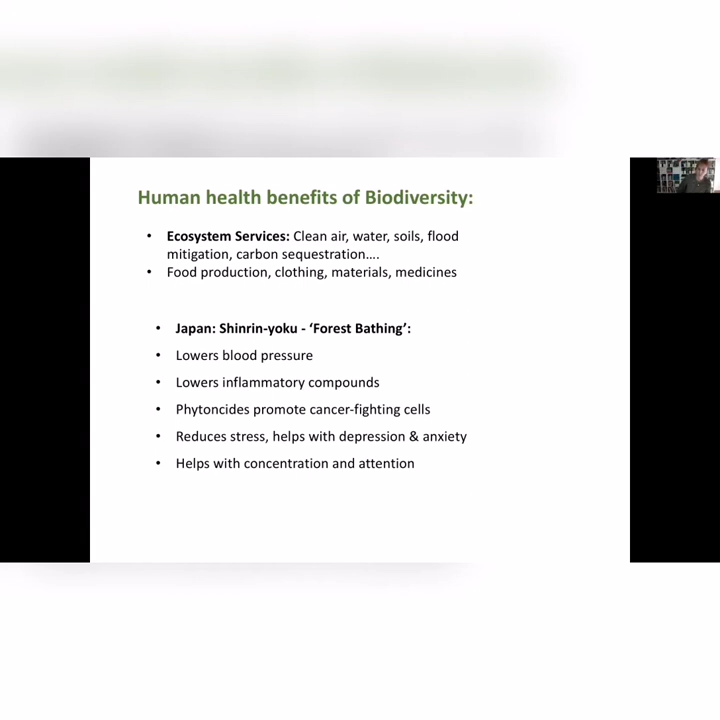 Human health benefits of Biodiversity:
• Ecosystem Services: Clean air, water, soils, flood
mitigation, carbon sequestration....
• Food production, clothing, materials, medicines
• Japan: Shinrin-yoku - ‘Forest Bathing’:
• Lowers blood pressure
• Lowers inflammatory compounds
• Phytoncides promote cancer-fighting cells
• Reduces stress, helps with depression & anxiety
• Helps with concentration and attention